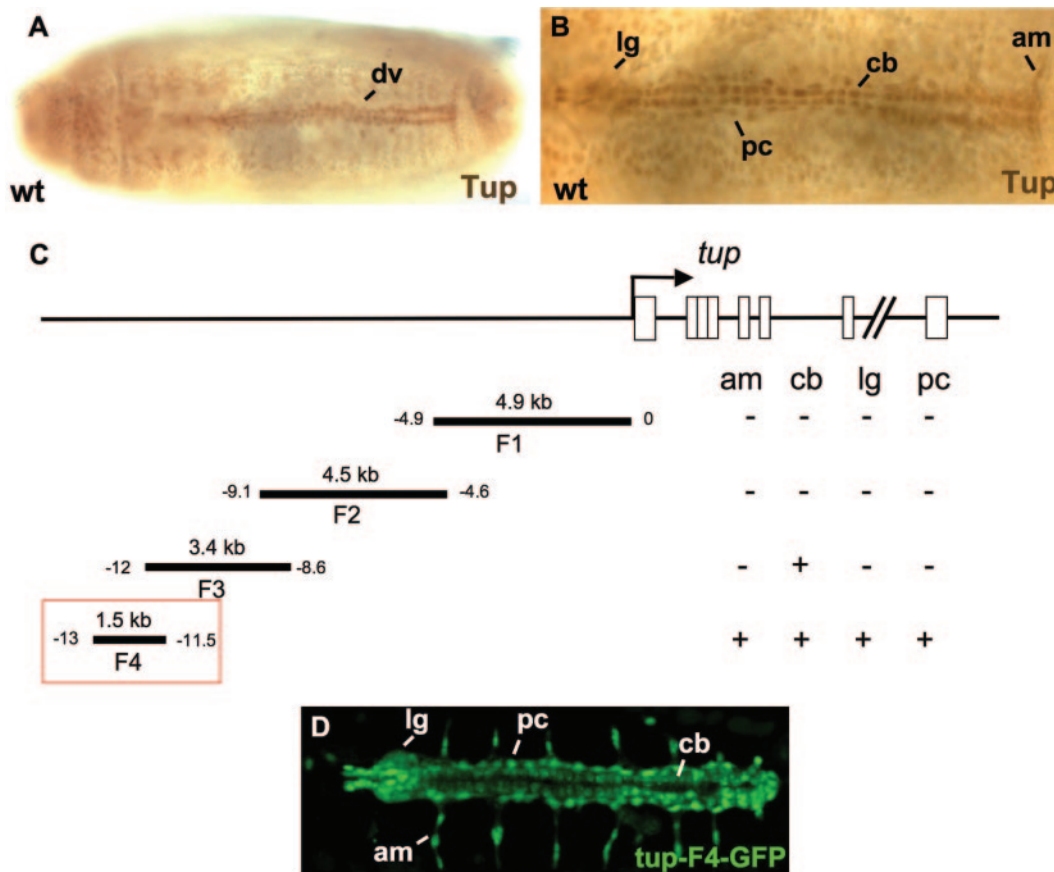 A
dv
wt
Tup
B
lg
cb
am
pc
wt
Tup
C
tup
am cb lg pc
4.9 kb
-4.9 0 - - - -
F1
4.5 kb
-9.1 -4.6 - - - -
F2
3.4 kb
-12 -8.6 - + - -
F3
1.5 kb
-13 -11.5 + + + +
F4
D
lg
pc
cb
am
tup-F4-GFP